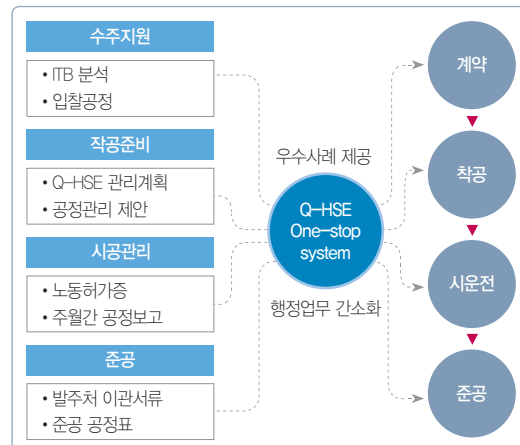 수주지원
• ITB 분석
• 입찰공정
작공준비
• Q-HSE 관리계획
• 공정관리 제안
시공관리
• 노동허가증
• 주월간 공정보고
준공
• 발주처 이관서류
• 준공 공정표
우수사례 제공
Q-HSE
One-stop
system
행정업무 간소화
계약
착공
시운전
준공